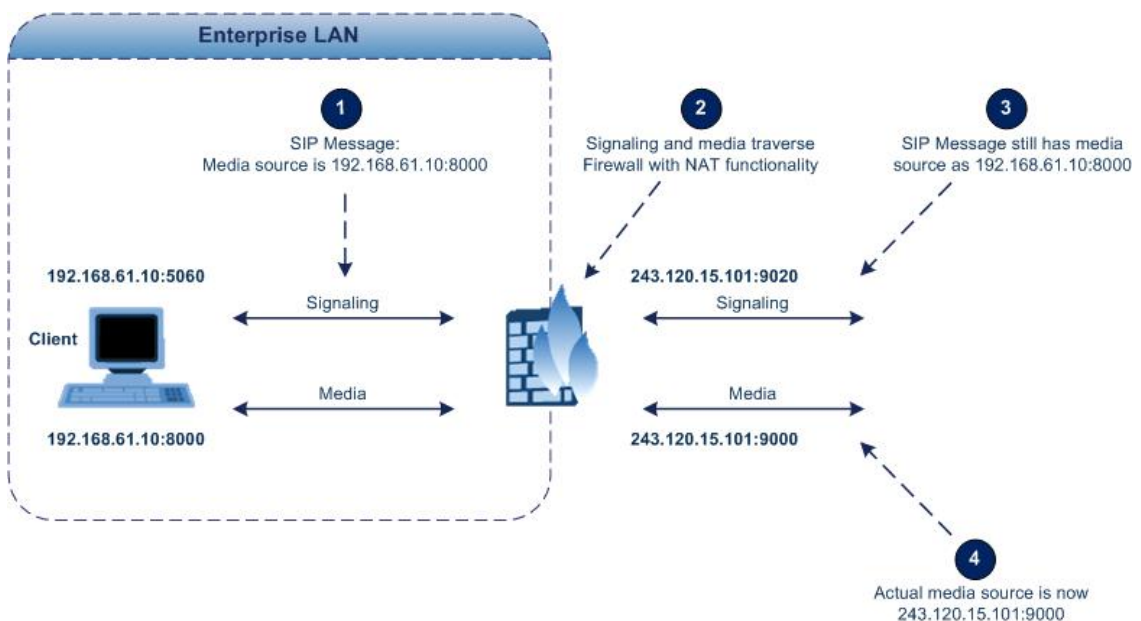 Enterprise LAN
1
SIP Message:
Media source is 192.168.61.10:8000
2
Signaling and media traverse
Firewall with NAT functionality
3
SIP Message still has media
source as 192.168.61.10:8000
192.168.61.10:5060
243.120.15.101:9020
Signaling
Signaling
Client
Media
Media
192.168.61.10:8000
243.120.15.101:9000
4
Actual media source is now
243.120.15.101:9000